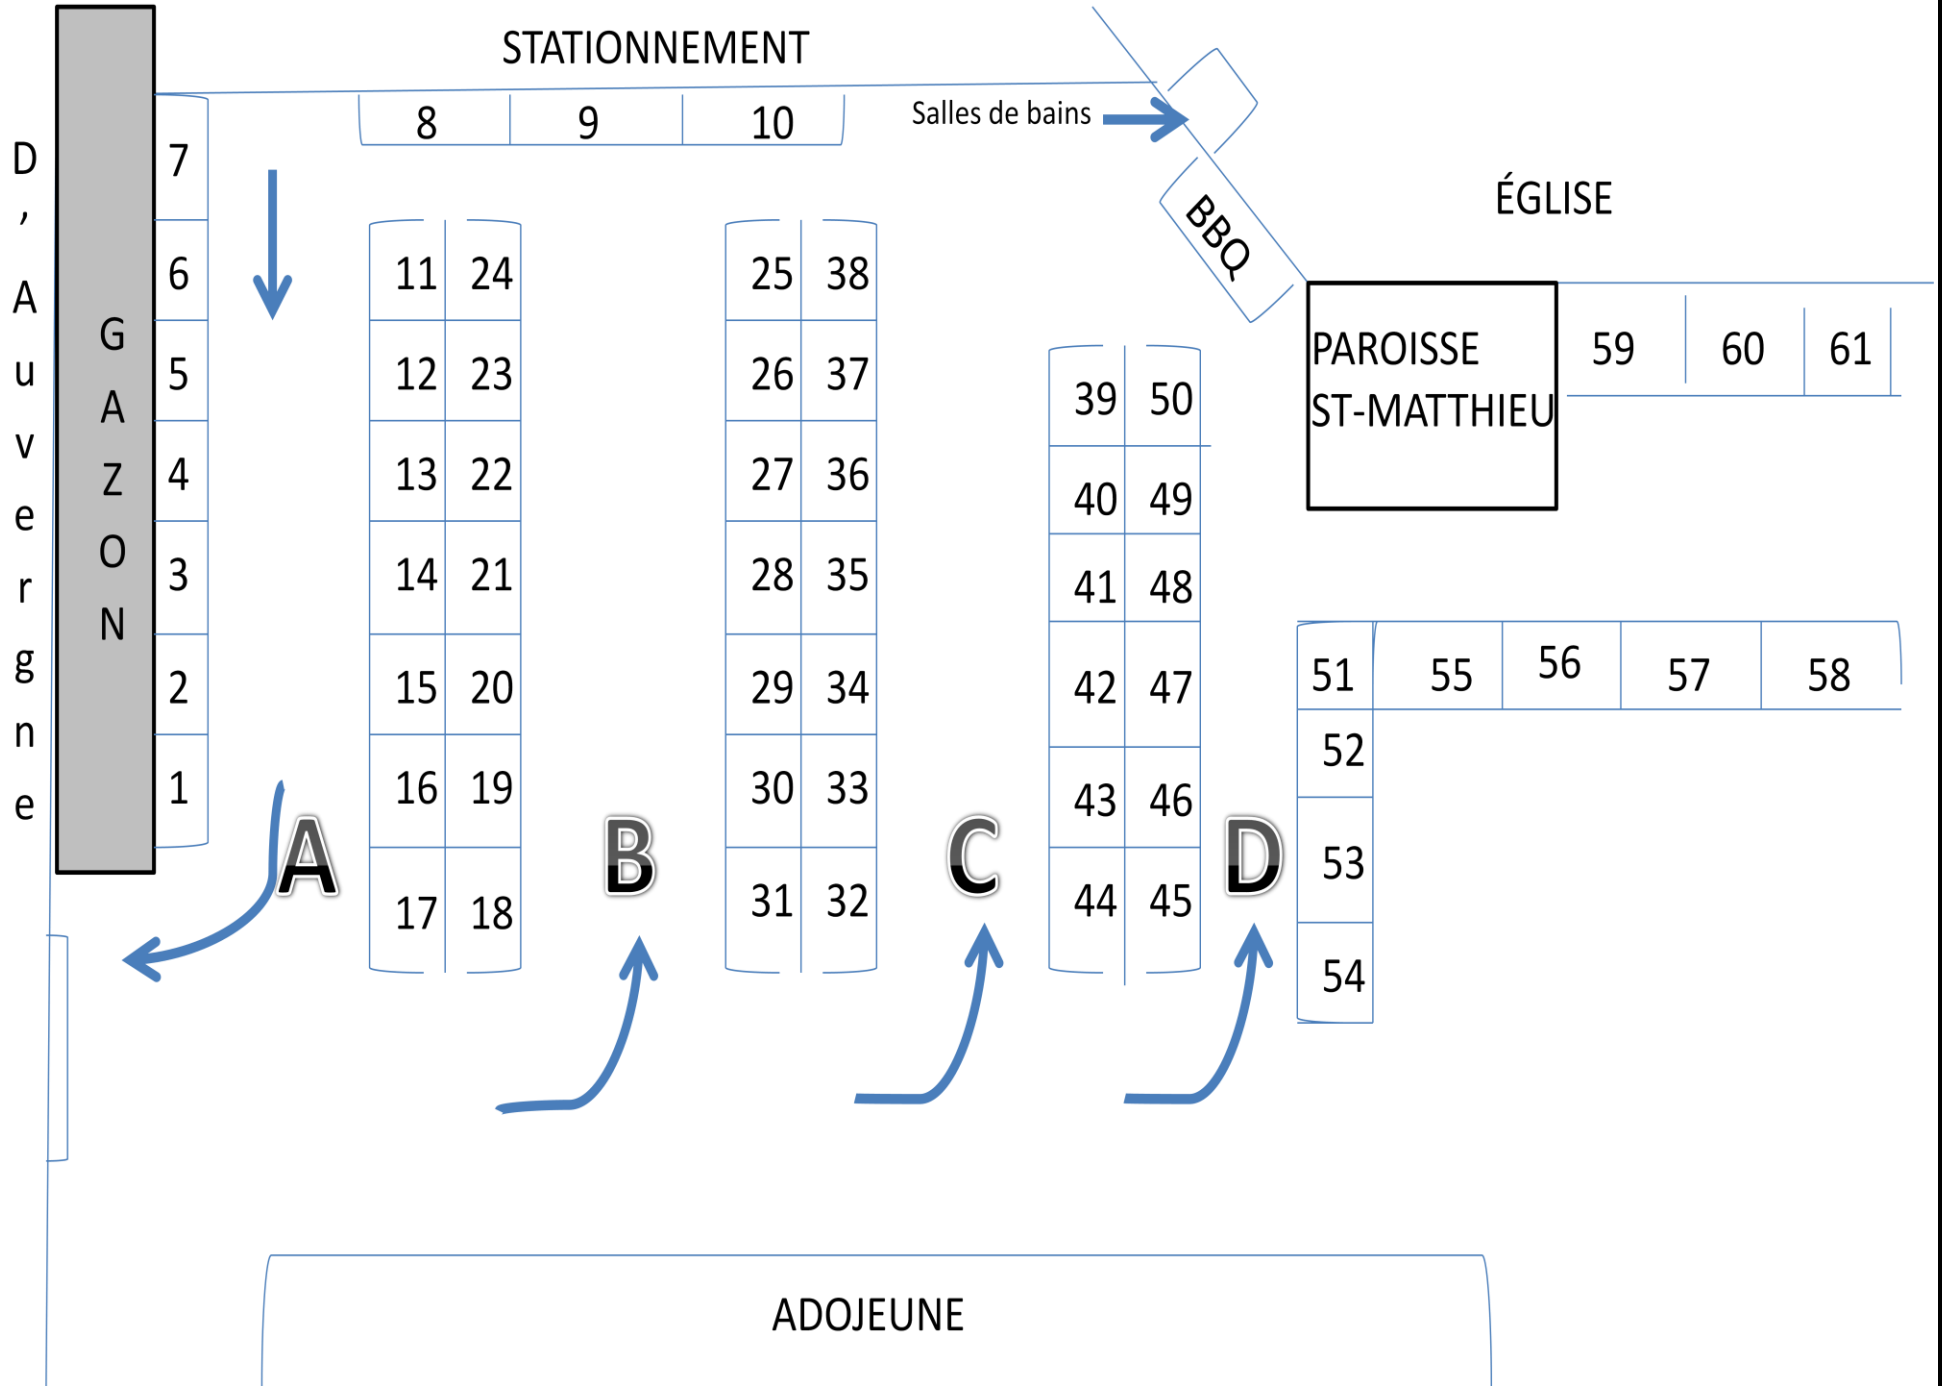 STATIONNEMENT
D
,
A
u
v
e
r
g
n
e
G
A
Z
O
N
7
6
5
4
3
2
1
8 9 10
Salles de bains
BBQ
ÉGLISE
11 24
12 23
13 22
14 21
15 20
16 19
17 18
25 38
26 37
27 36
28 35
29 34
30 33
31 32
39 50
40 49
41 48
42 47
43 46
44 45
PAROISSE
ST-MATTHIEU
59 60 61
51 55 56 57 58
52
53
54
A B C D
ADOJEUNE